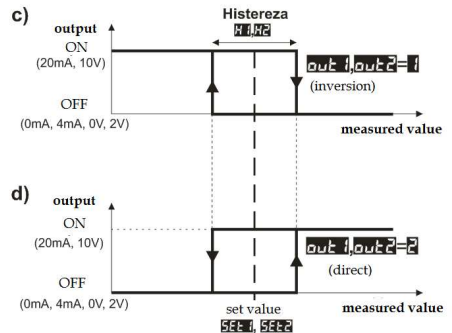 c)
Histereza
H1,H2
output
ON
(20mA, 10V)
out1,out2=1
(inversion)
OFF
(0mA, 4mA, 0V, 2V)
measured value
d)
output
ON
(20mA, 10V)
out1,out2=2
(direct)
OFF
(0mA, 4mA, 0V, 2V)
set value
measured value
SEt1, SEt2